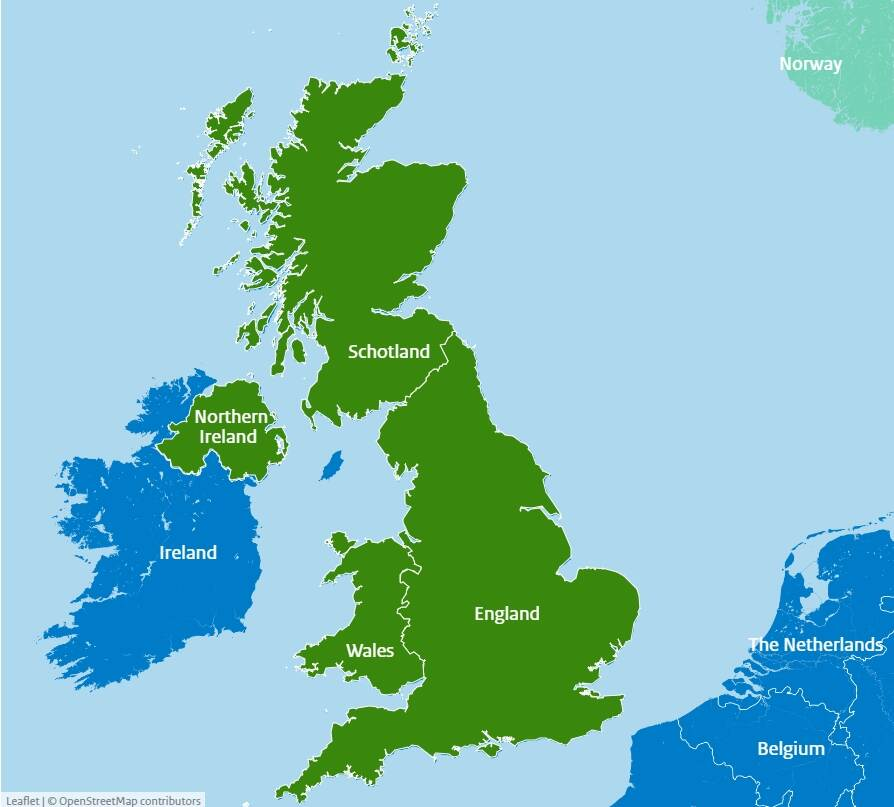 Norway
Schotland
Northern
Ireland
Ireland
England
Wales
The Netherlands
Belgium
Leaflet | © OpenStreetMap contributors